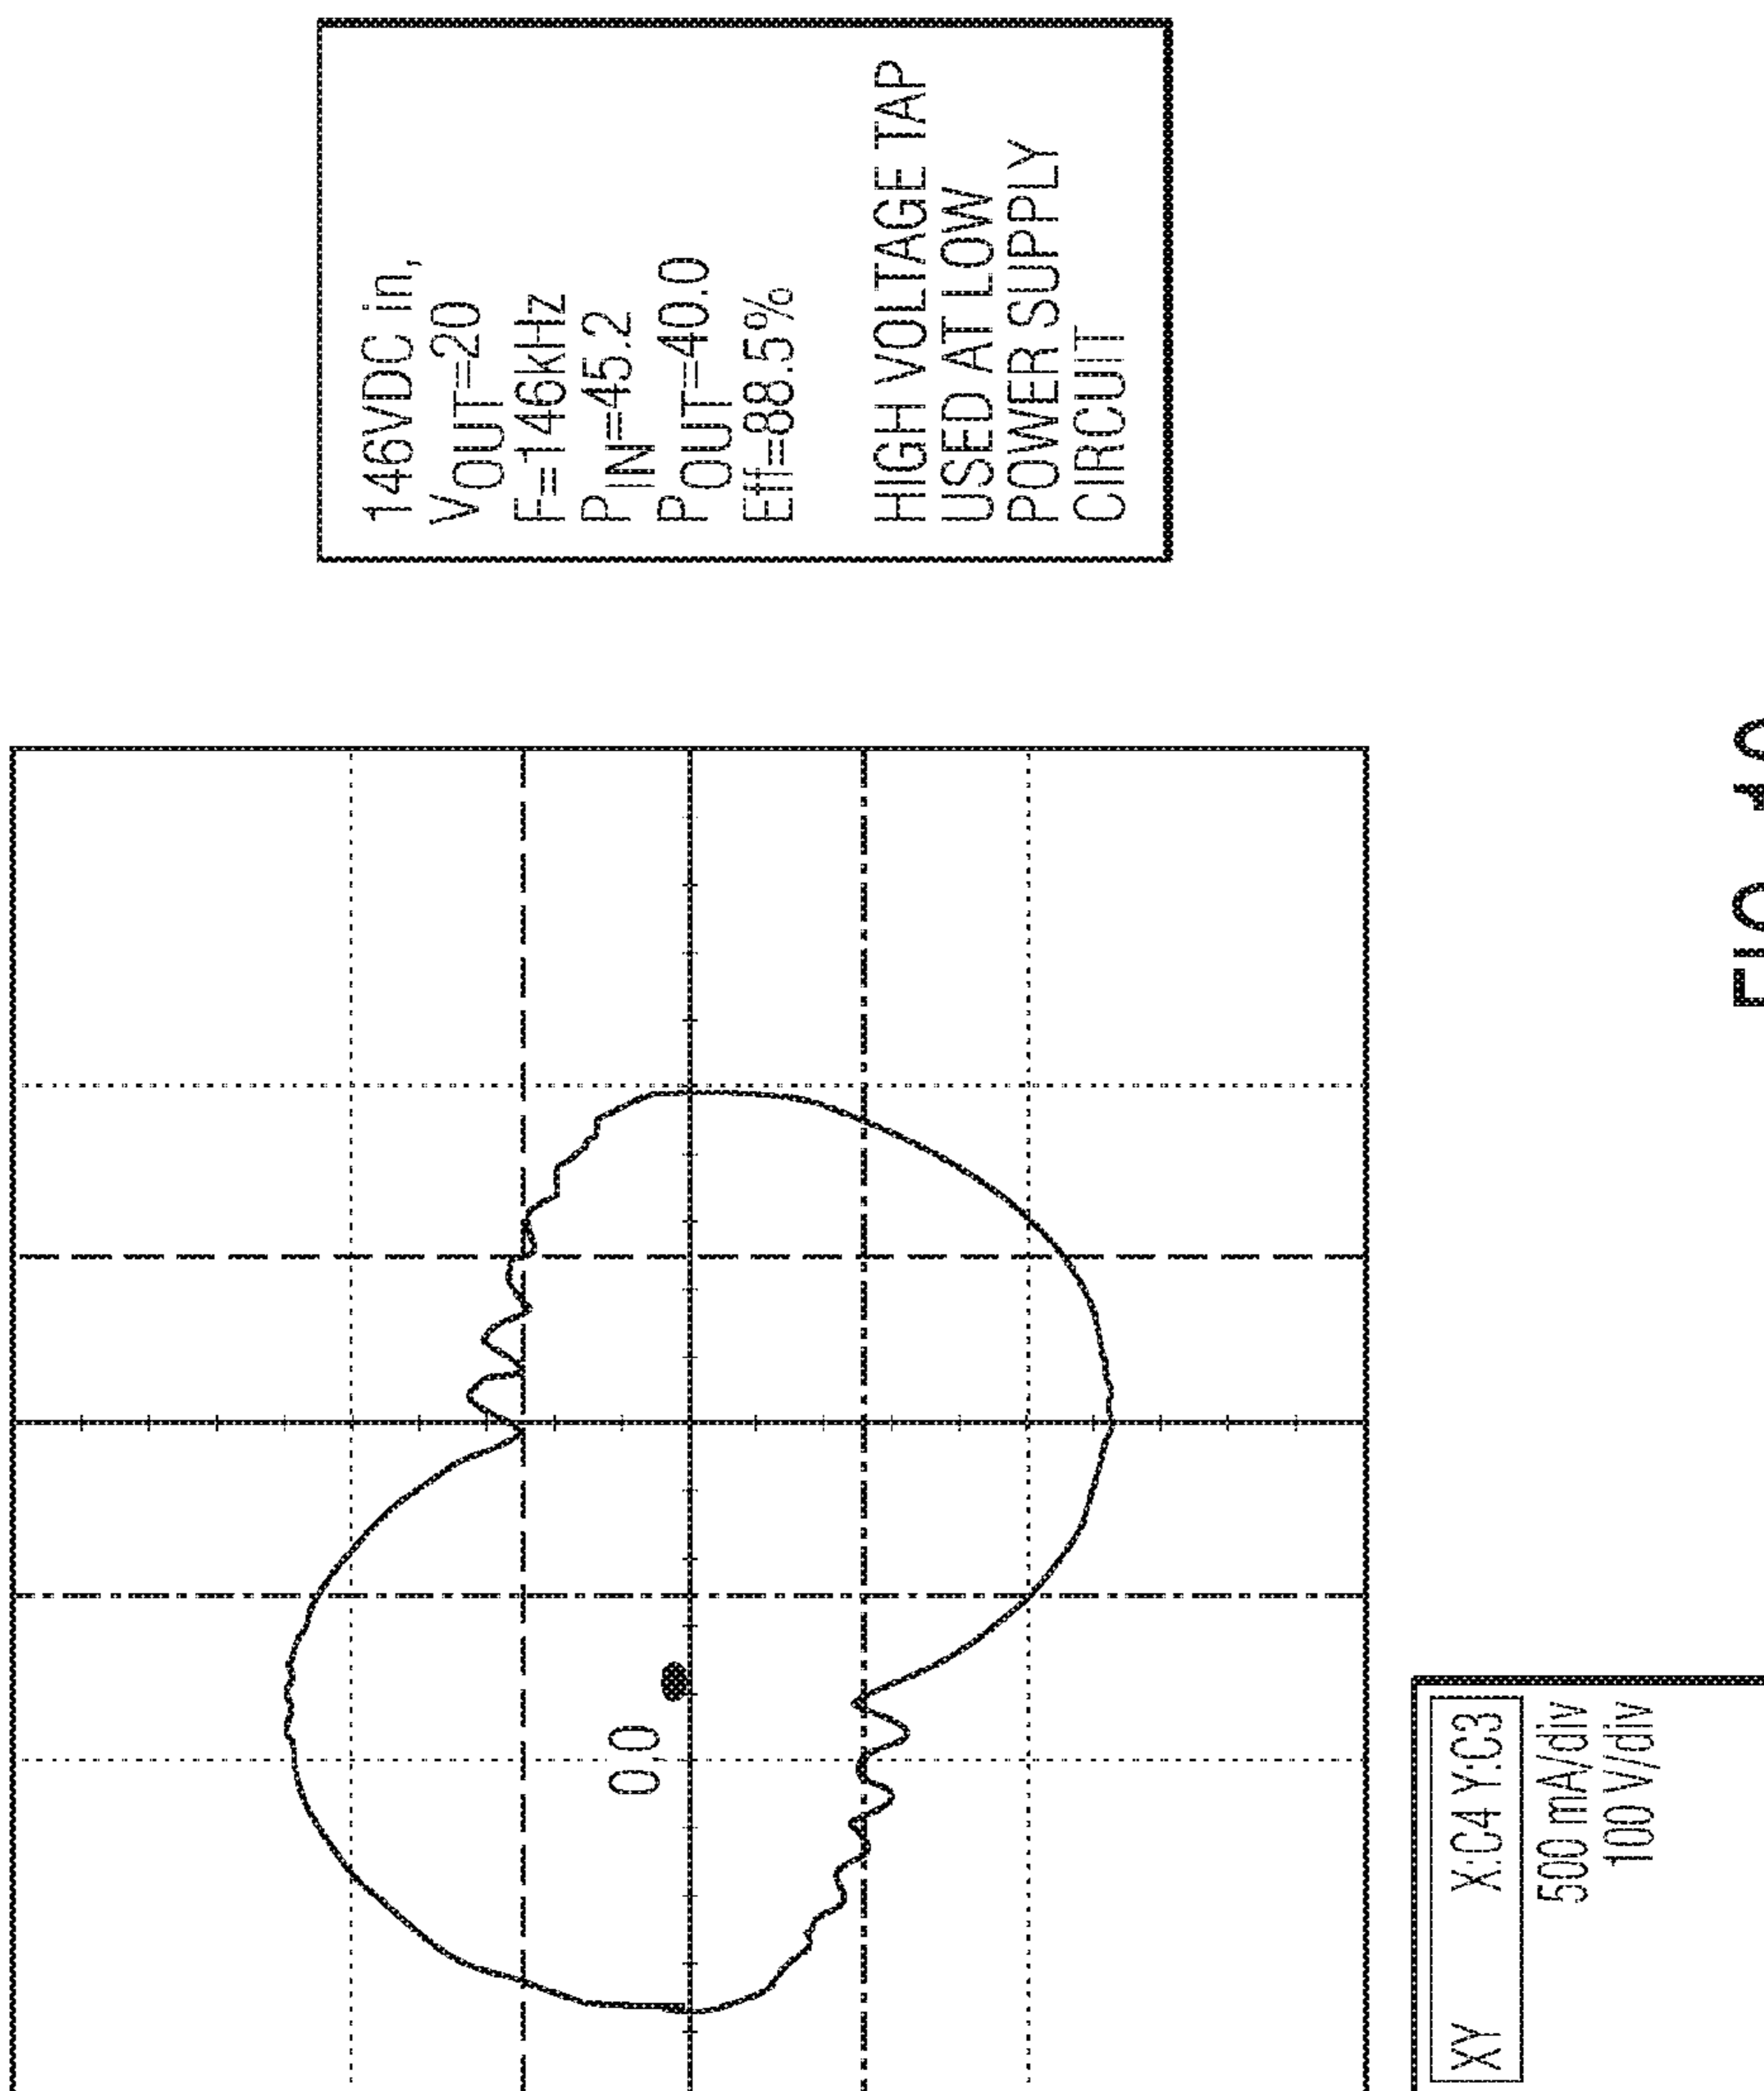 146VDC in,
VOUT=20
F=146kHz
PIN=45.2
POUT=40.0
Eff=88.5%
HIGH VOLTAGE TAP
USED AT LOW
POWER SUPPLY
CIRCUIT
0,0
XY X:C4 Y:C3
500 mA/div
100 V/div